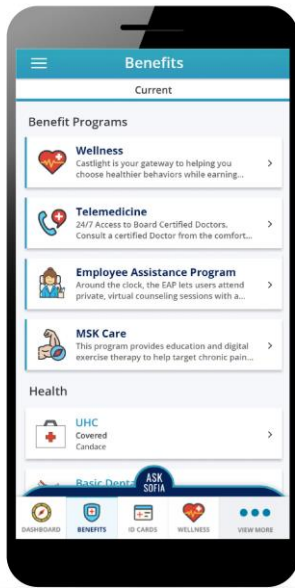 Benefits
Current
Benefit Programs
Wellness
Castlight is your gateway to helping you
choose healthier behaviors while earning...
Telemedicine
24/7 Access to Board Certified Doctors.
Consult a certified Doctor from the comfort...
Employee Assistance Program
Around the clock, the EAP lets users attend
private, virtual counseling sessions with a...
MSK Care
This program provides education and digital
exercise therapy to help target chronic pain...
Health
UHC
Covered
Candace
Basic Denta
ASK
SOFIA
DASHBOARD
BENEFITS
ID CARDS
WELLNESS
VIEW MORE